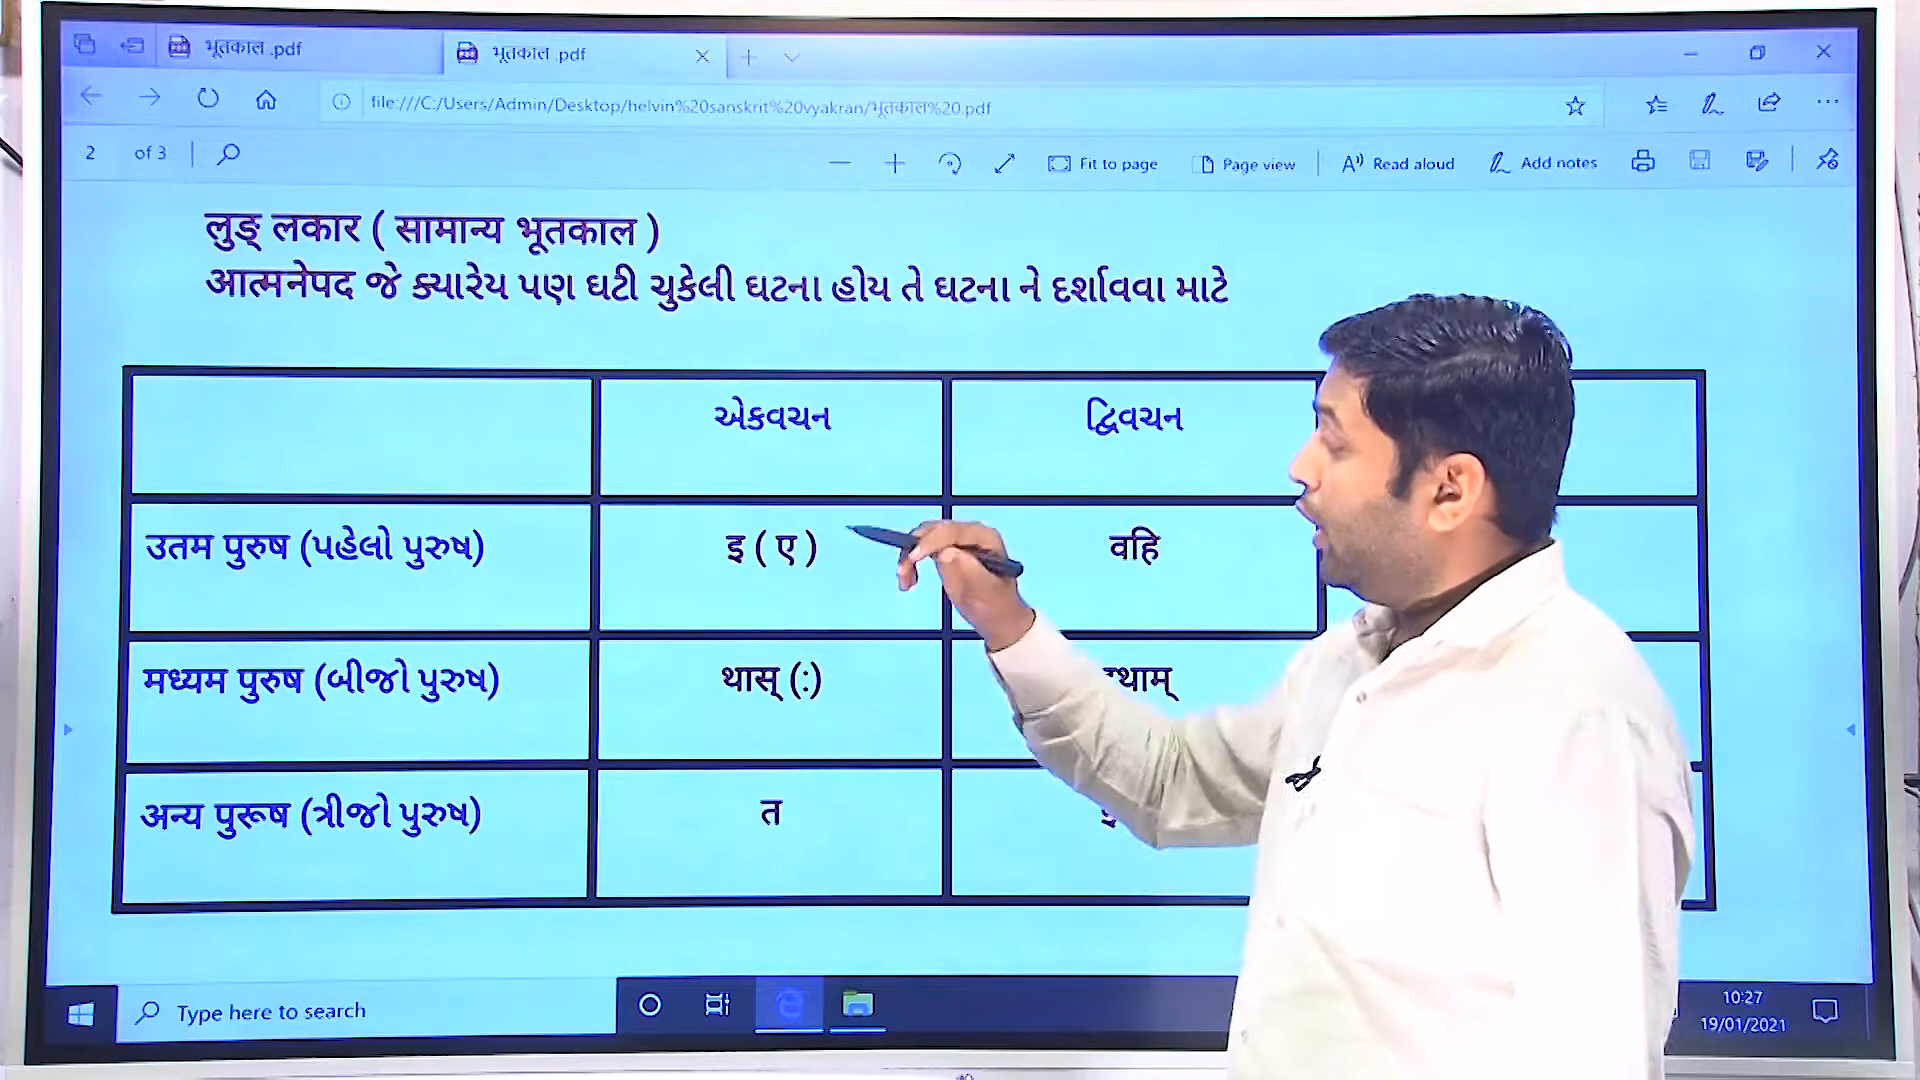 भूतकाल .pdf
भूतकाल .pdf
file:///C:/Users/Admin/Desktop/helvin%20sanskrit%20vyakran/भूतकाल%20.pdf
2 of 3
Fit to page
Page view
Read aloud
Add notes
लुङ् लकार ( सामान्य भूतकाल )
आत्मनेपद જે ક્યારેય પણ ઘટી ચુકેલી ઘટના હોય તે ઘટના ને દર્શાવવા માટે
એકવચન દ્વિવચન
उतम पुरुष (પહેલો પુરુષ) इ ( ए ) वहि
मध्यम पुरुष (બીજો પુરુષ) थास् (:)
अन्य पुरूष (ત્રીજો પુરુષ) त
Type here to search
10:27
19/01/2021